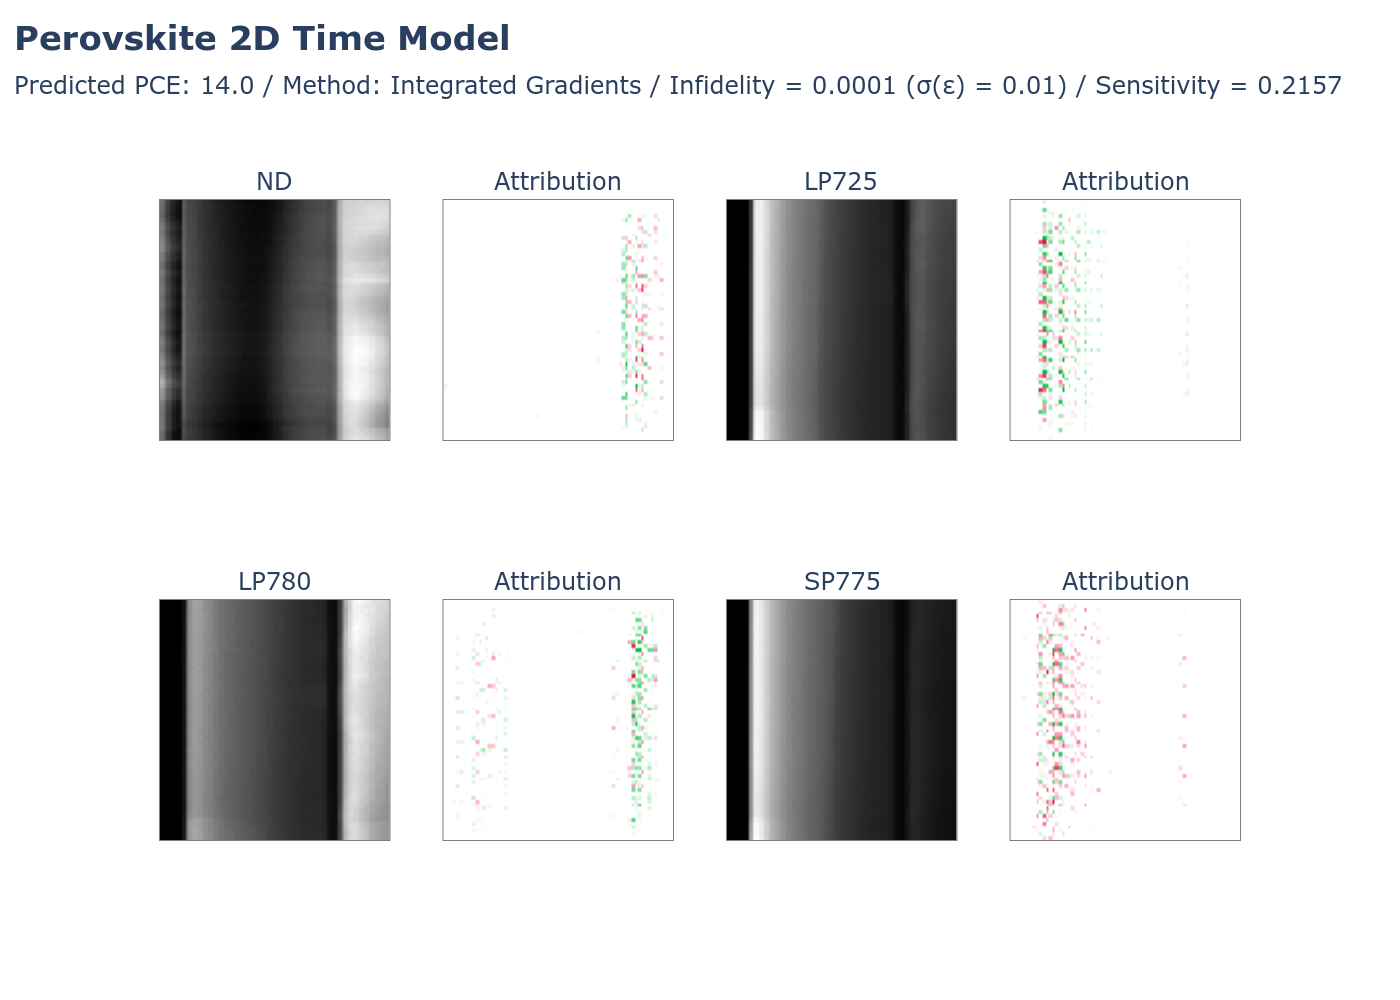 Perovskite 2D Time Model
Predicted PCE: 14.0 / Method: Integrated Gradients / Infidelity = 0.0001 (σ(ε) = 0.01) / Sensitivity = 0.2157
ND Attribution LP725 Attribution
LP780 Attribution SP775 Attribution